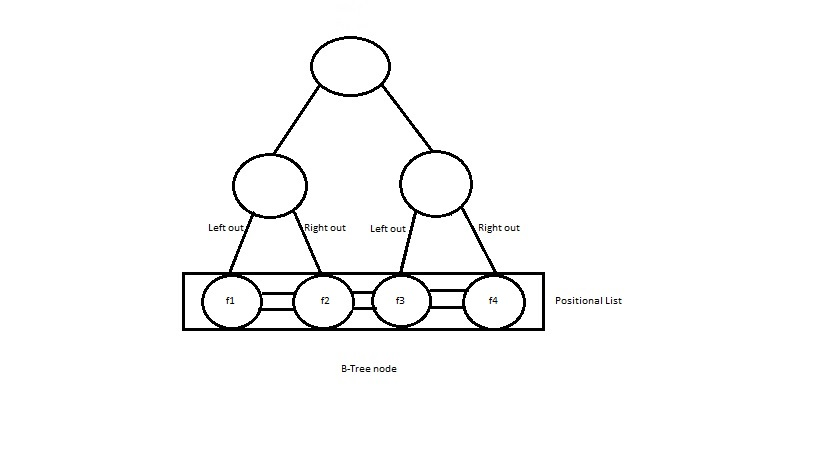 Left out
Right out
Left out
Right out
f1
f2
f3
f4
Positional List
B-Tree node